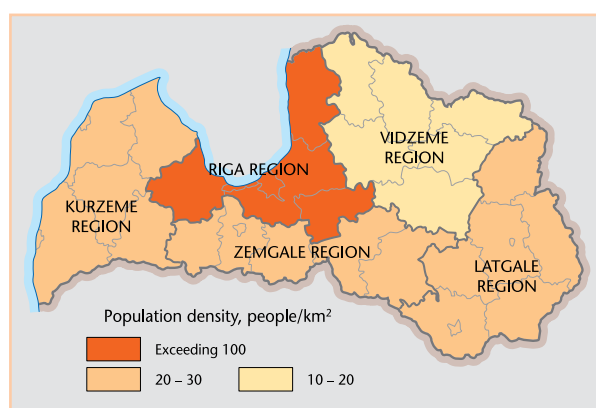 VIDZEME
REGION
RIGA REGION
KURZEME
REGION
ZEMGALE REGION
LATGALE
REGION
Population density, people/km²
Exceeding 100
20 – 30
10 – 20